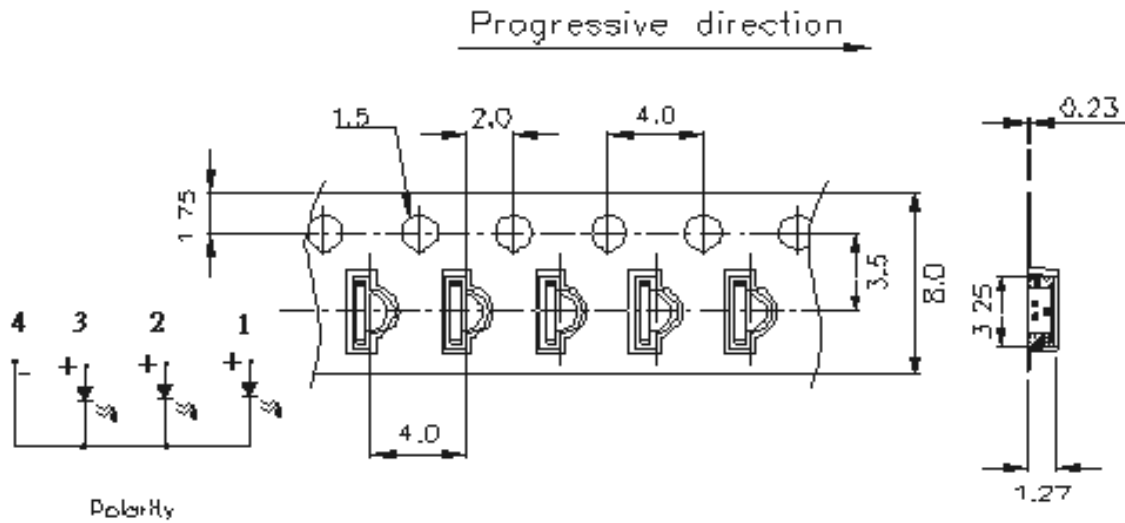 Progressive direction
1.5
2.0
4.0
0.23
1.75
3.5
8.0
3.25
4 3 2 1
- + + +
4.0
1.27
Polarity